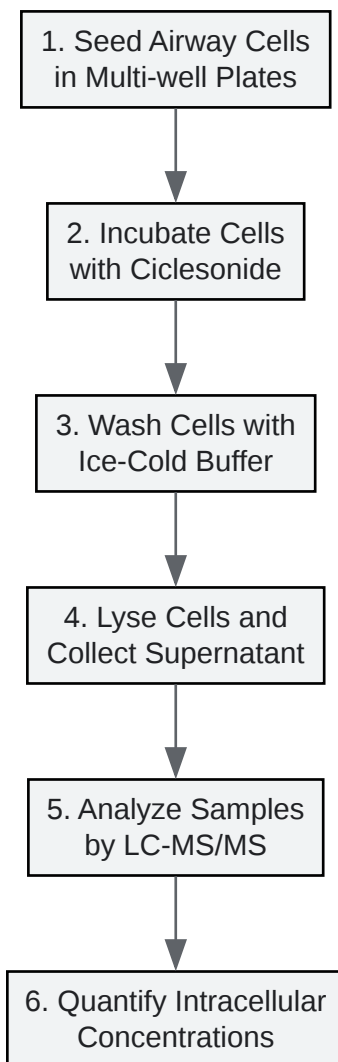 1. Seed Airway Cells
in Multi-well Plates
2. Incubate Cells
with Ciclesonide
3. Wash Cells with
Ice-Cold Buffer
4. Lyse Cells and
Collect Supernatant
5. Analyze Samples
by LC-MS/MS
6. Quantify Intracellular
Concentrations